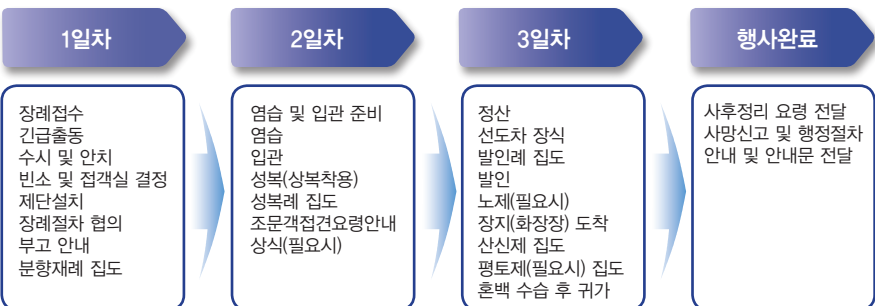 1일차
장례접수
긴급출동
수시 및 안치
빈소 및 접객실 결정
제단설치
장례절차 협의
부고 안내
분향재례 집도
2일차
염습 및 입관 준비
염습
입관
성복(상복착용)
성복례 집도
조문객접견요령안내
상식(필요시)
3일차
정산
선도차 장식
발인례 집도
발인
노제(필요시)
장지(화장장) 도착
산신제 집도
평토제(필요시) 집도
혼백 수습 후 귀가
행사완료
사후정리 요령 전달
사망신고 및 행정절차
안내 및 안내문 전달